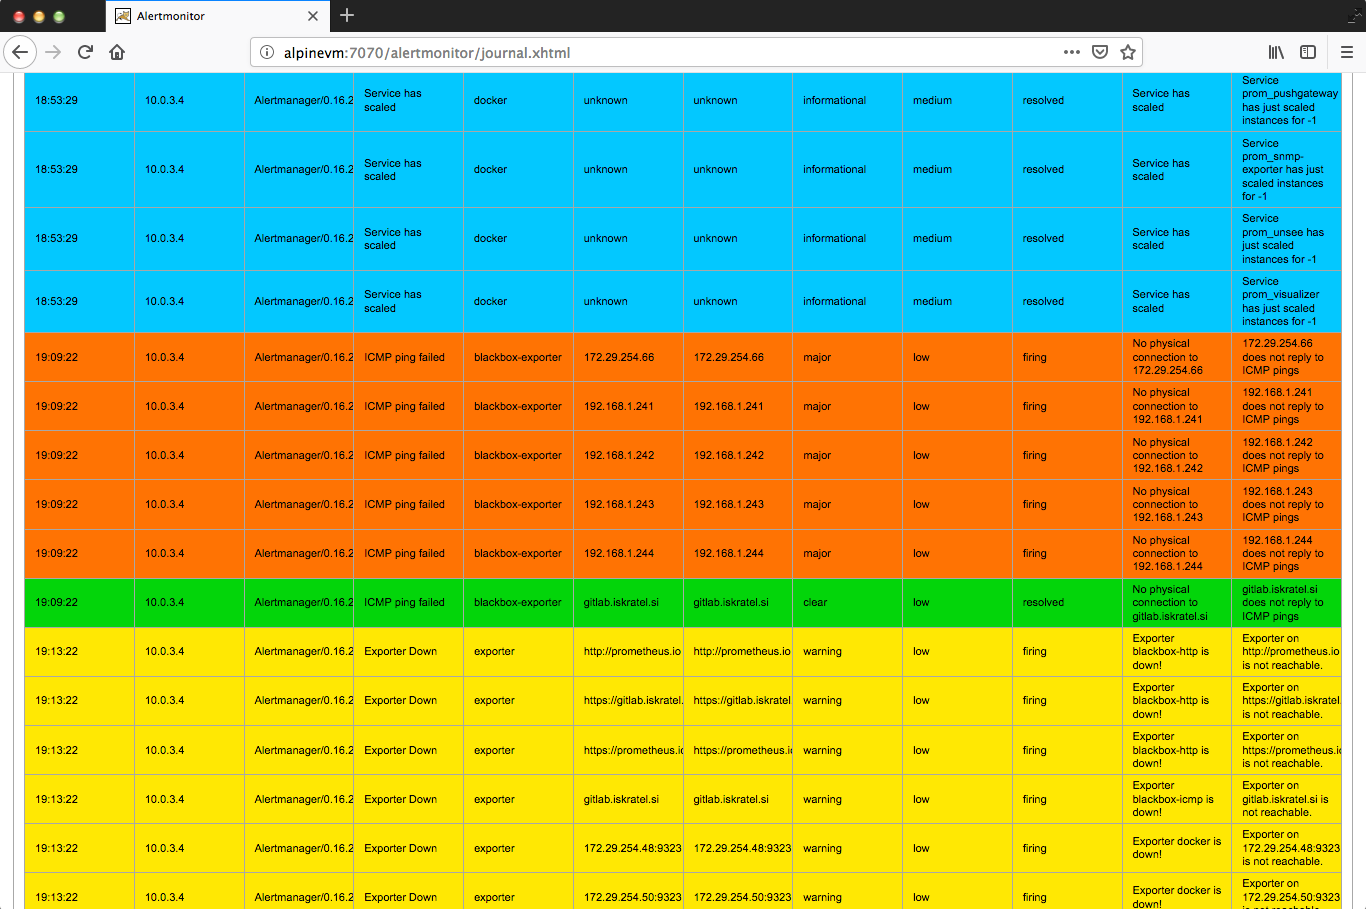 Alertmonitor
alpinevm:7070/alertmonitor/journal.xhtml
18:53:29 10.0.3.4 Alertmanager/0.16.2 Service has scaled docker unknown unknown informational medium resolved Service has scaled Service prom_pushgateway has just scaled instances for -1
18:53:29 10.0.3.4 Alertmanager/0.16.2 Service has scaled docker unknown unknown informational medium resolved Service has scaled Service prom_snmp-exporter has just scaled instances for -1
18:53:29 10.0.3.4 Alertmanager/0.16.2 Service has scaled docker unknown unknown informational medium resolved Service has scaled Service prom_unsee has just scaled instances for -1
18:53:29 10.0.3.4 Alertmanager/0.16.2 Service has scaled docker unknown unknown informational medium resolved Service has scaled Service prom_visualizer has just scaled instances for -1
19:09:22 10.0.3.4 Alertmanager/0.16.2 ICMP ping failed blackbox-exporter 172.29.254.66 172.29.254.66 major low firing No physical connection to 172.29.254.66 172.29.254.66 does not reply to ICMP pings
19:09:22 10.0.3.4 Alertmanager/0.16.2 ICMP ping failed blackbox-exporter 192.168.1.241 192.168.1.241 major low firing No physical connection to 192.168.1.241 192.168.1.241 does not reply to ICMP pings
19:09:22 10.0.3.4 Alertmanager/0.16.2 ICMP ping failed blackbox-exporter 192.168.1.242 192.168.1.242 major low firing No physical connection to 192.168.1.242 192.168.1.242 does not reply to ICMP pings
19:09:22 10.0.3.4 Alertmanager/0.16.2 ICMP ping failed blackbox-exporter 192.168.1.243 192.168.1.243 major low firing No physical connection to 192.168.1.243 192.168.1.243 does not reply to ICMP pings
19:09:22 10.0.3.4 Alertmanager/0.16.2 ICMP ping failed blackbox-exporter 192.168.1.244 192.168.1.244 major low firing No physical connection to 192.168.1.244 192.168.1.244 does not reply to ICMP pings
19:09:22 10.0.3.4 Alertmanager/0.16.2 ICMP ping failed blackbox-exporter gitlab.iskratel.si gitlab.iskratel.si clear low resolved No physical connection to gitlab.iskratel.si gitlab.iskratel.si does not reply to ICMP pings
19:13:22 10.0.3.4 Alertmanager/0.16.2 Exporter Down exporter http://prometheus.io http://prometheus.io warning low firing Exporter blackbox-http is down! Exporter on http://prometheus.io is not reachable.
19:13:22 10.0.3.4 Alertmanager/0.16.2 Exporter Down exporter https://gitlab.iskratel. https://gitlab.iskratel warning low firing Exporter blackbox-http is down! Exporter on https://gitlab.iskratel. is not reachable.
19:13:22 10.0.3.4 Alertmanager/0.16.2 Exporter Down exporter https://prometheus.io https://prometheus.io warning low firing Exporter blackbox-http is down! Exporter on https://prometheus.io is not reachable.
19:13:22 10.0.3.4 Alertmanager/0.16.2 Exporter Down exporter gitlab.iskratel.si gitlab.iskratel.si warning low firing Exporter blackbox-icmp is down! Exporter on gitlab.iskratel.si is not reachable.
19:13:22 10.0.3.4 Alertmanager/0.16.2 Exporter Down exporter 172.29.254.48:9323 172.29.254.48:9323 warning low firing Exporter docker is down! Exporter on 172.29.254.48:9323 is not reachable.
19:13:22 10.0.3.4 Alertmanager/0.16.2 Exporter Down exporter 172.29.254.50:9323 172.29.254.50:9323 warning low firing Exporter docker is down! Exporter on 172.29.254.50:9323